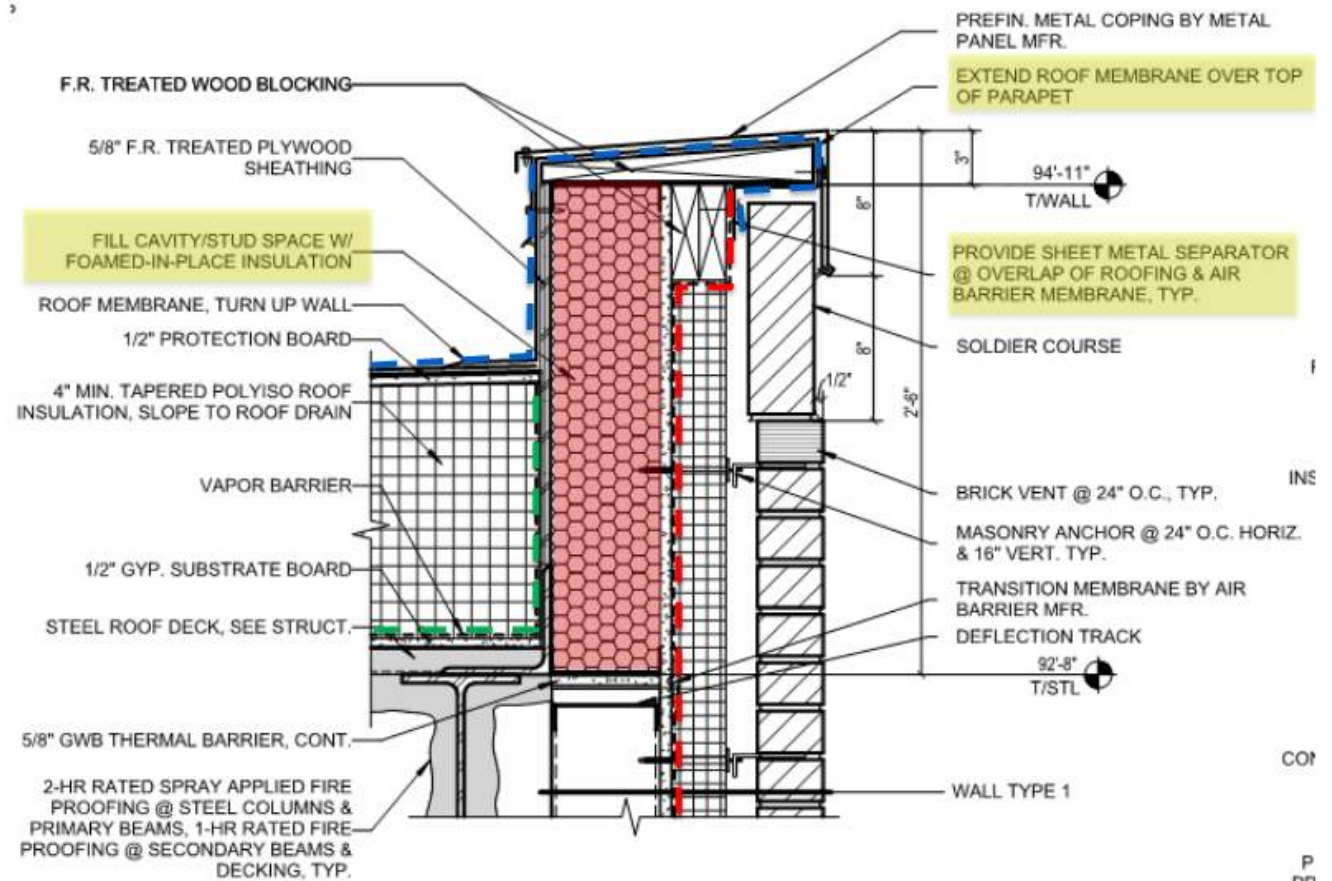 F.R. TREATED WOOD BLOCKING
5/8" F.R. TREATED PLYWOOD
SHEATHING
FILL CAVITY/STUD SPACE W/
FOAMED-IN-PLACE INSULATION
ROOF MEMBRANE, TURN UP WALL
1/2" PROTECTION BOARD
4" MIN. TAPERED POLYISO ROOF
INSULATION, SLOPE TO ROOF DRAIN
VAPOR BARRIER
1/2" GYP. SUBSTRATE BOARD
STEEL ROOF DECK, SEE STRUCT.
5/8" GWB THERMAL BARRIER, CONT.
2-HR RATED SPRAY APPLIED FIRE
PROOFING @ STEEL COLUMNS &
PRIMARY BEAMS, 1-HR RATED FIRE
PROOFING @ SECONDARY BEAMS &
DECKING, TYP.
PREFIN. METAL COPING BY METAL
PANEL MFR.
EXTEND ROOF MEMBRANE OVER TOP
OF PARAPET
3"
94'-11"
T/WALL
8"
PROVIDE SHEET METAL SEPARATOR
@ OVERLAP OF ROOFING & AIR
BARRIER MEMBRANE, TYP.
SOLDIER COURSE
8"
1/2"
2'-6"
BRICK VENT @ 24" O.C., TYP.
MASONRY ANCHOR @ 24" O.C. HORIZ.
& 16" VERT. TYP.
TRANSITION MEMBRANE BY AIR
BARRIER MFR.
DEFLECTION TRACK
92'-8"
T/STL
WALL TYPE 1
INS
CON
P